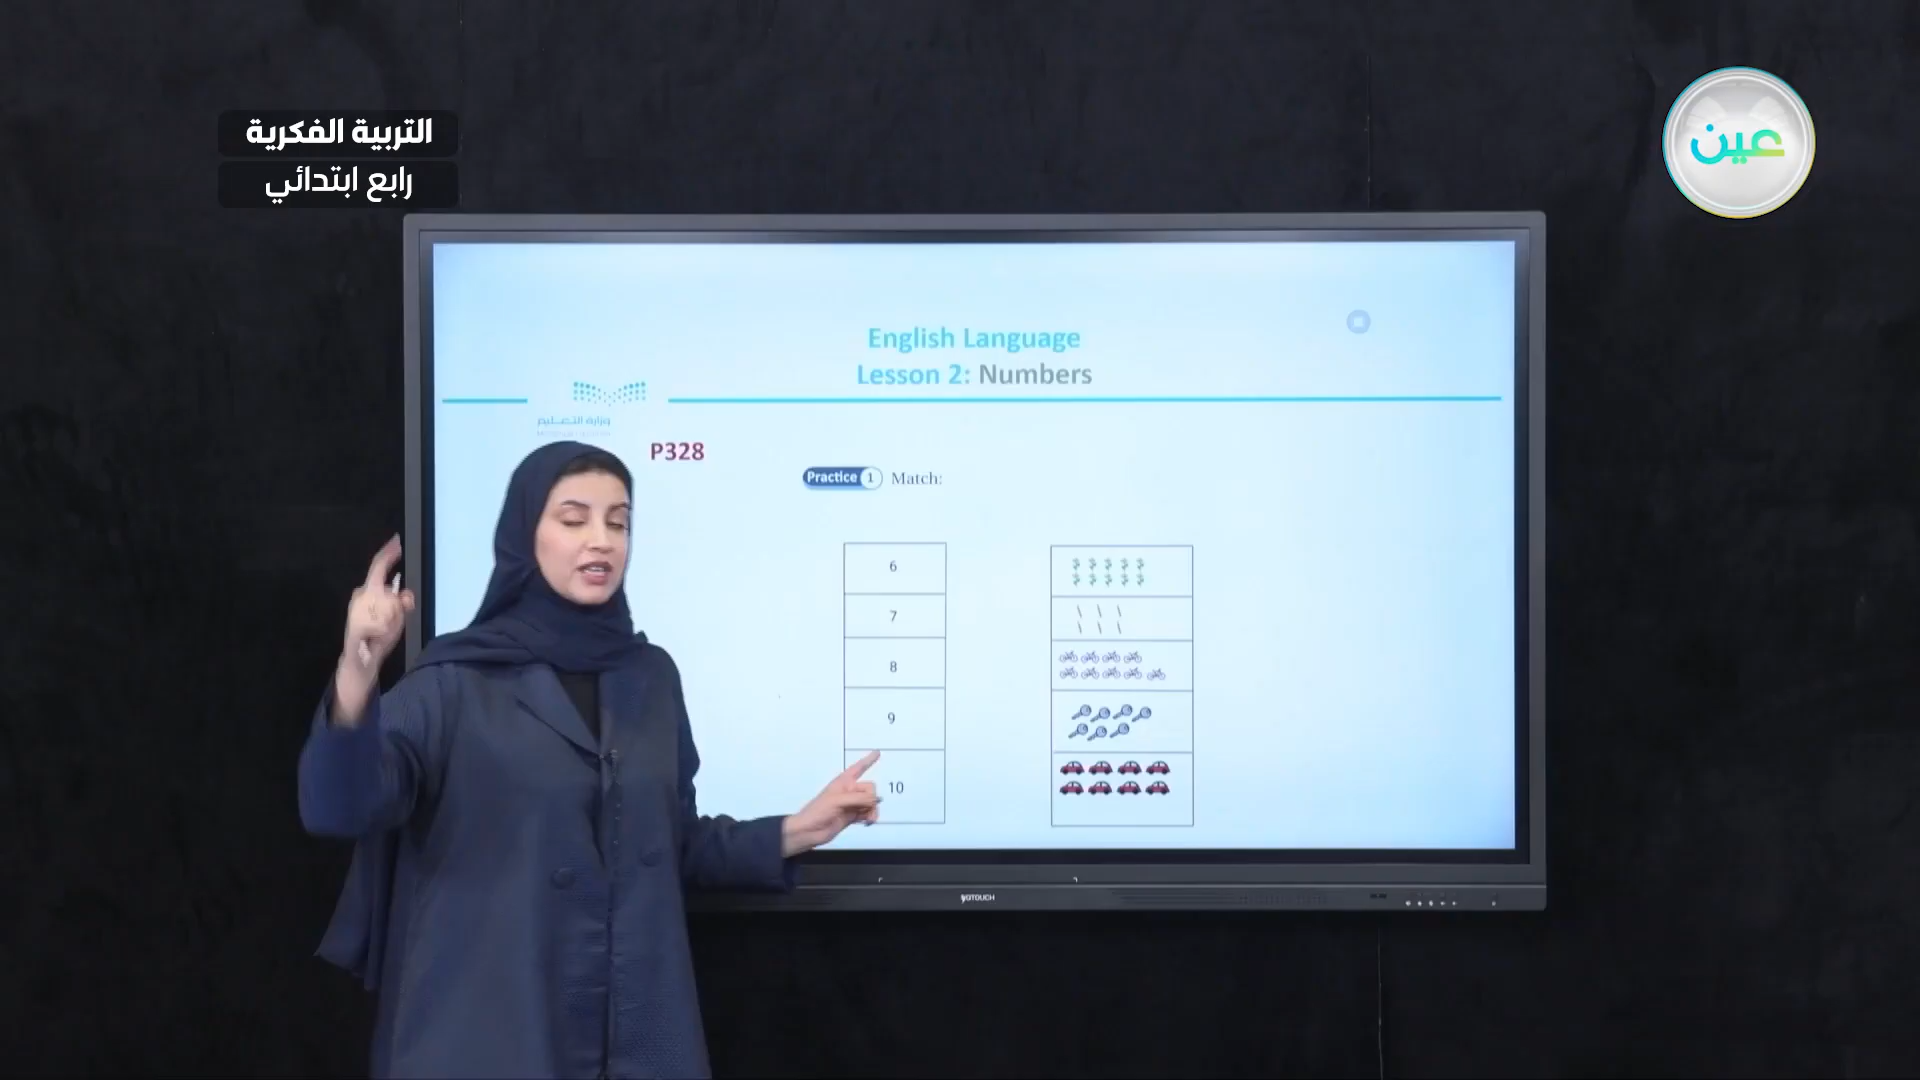 التربية الفكرية
رابع ابتدائي
عين
English Language
Lesson 2: Numbers
وزارة التعليم
P328
Practice 1 Match:
6
7
8
9
10